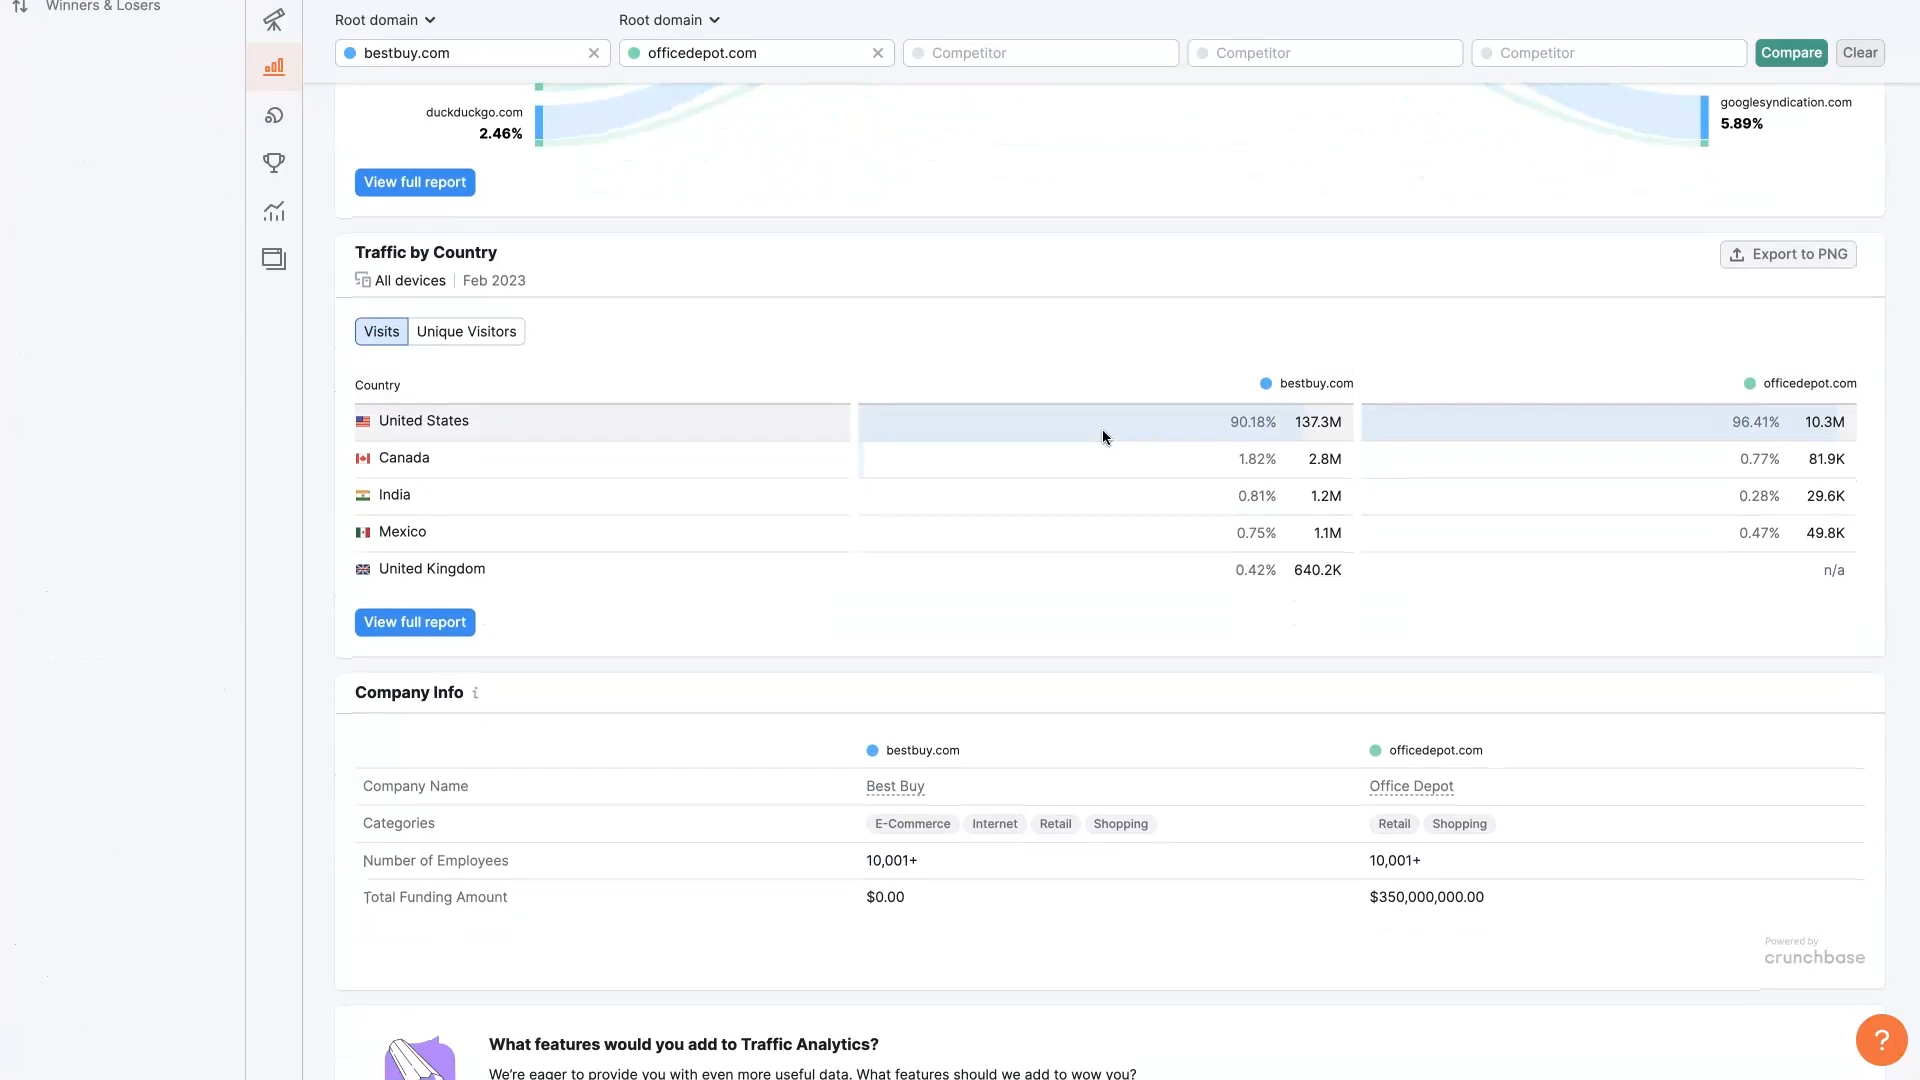 Winners & Losers
Root domain
Root domain
bestbuy.com
officedepot.com
Competitor
Competitor
Competitor
Compare
Clear
duckduckgo.com
2.46%
googlesyndication.com
5.89%
View full report
Traffic by Country
Export to PNG
All devices
Feb 2023
Visits
Unique Visitors
Country
bestbuy.com
officedepot.com
United States 90.18% 137.3M 96.41% 10.3M
Canada 1.82% 2.8M 0.77% 81.9K
India 0.81% 1.2M 0.28% 29.6K
Mexico 0.75% 1.1M 0.47% 49.8K
United Kingdom 0.42% 640.2K n/a
View full report
Company Info i
bestbuy.com officedepot.com
Company Name Best Buy Office Depot
Categories E-Commerce Internet Retail Shopping Retail Shopping
Number of Employees 10,001+ 10,001+
Total Funding Amount $0.00 $350,000,000.00
Powered by
crunchbase
What features would you add to Traffic Analytics?
We're eager to provide you with even more useful data. What features should we add to wow you?
?